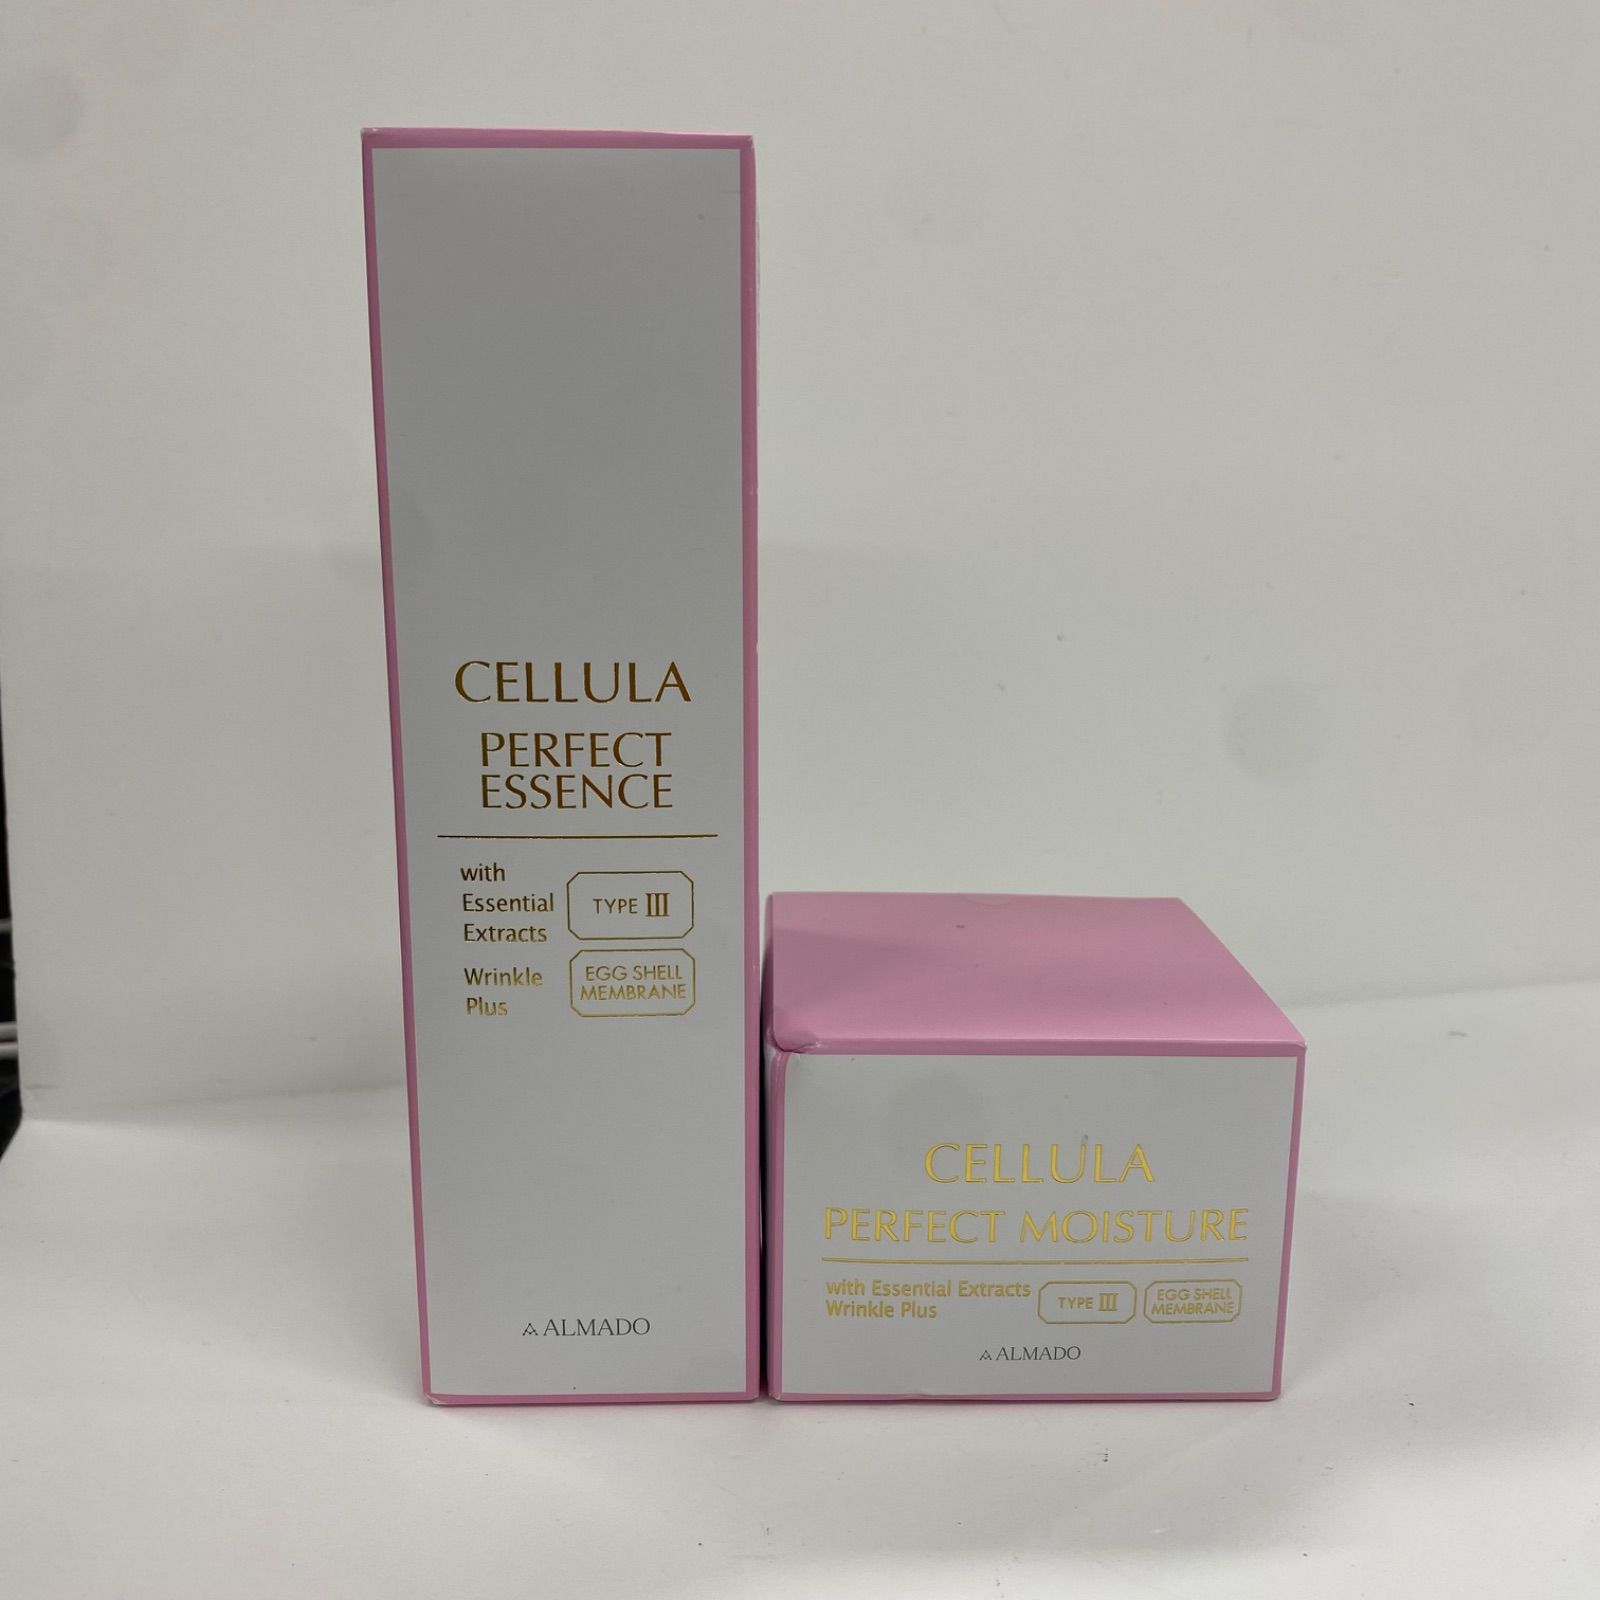 CELLULA
PERFECT
ESSENCE
with
Essential
Extracts
TYPE III
Wrinkle
Plus
EGG SHELL
MEMBRANE
ALMADO
CELLULA
PERFECT MOISTURE
with Essential Extracts
Wrinkle Plus
TYPE III
EGG SHELL
MEMBRANE
ALMADO